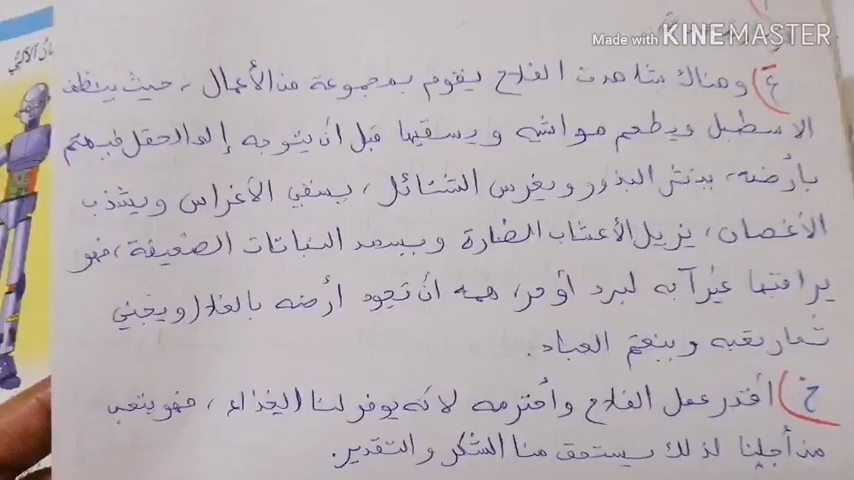 Made with KINEMASTER
ع) وهناك شاهدت الفلاح يقوم بمجموعة من الأعمال، حيث ينظف
الاسطبل ويطعم مواشيه ويسقيها قبل أن يتوجه إلى الحقل فيهتم
بأرضه، ينثر البذور ويغرس الشتائل، يسقي الأغراس ويشذب
الأغصان، يزيل الأعشاب الضارة ويسمد النباتات الضعيفة، فهو
يراقبها غير آبه لبرد أو حر، همه أن تجود أرضه بالغلال ويجني
ثمار تعبه وينعم العباد.
خ) أقدر عمل الفلاح وأحترمه لأنه يوفر لنا الغذاء، فهو يتعب
من أجلنا لذلك يستحق منا الشكر والتقدير.